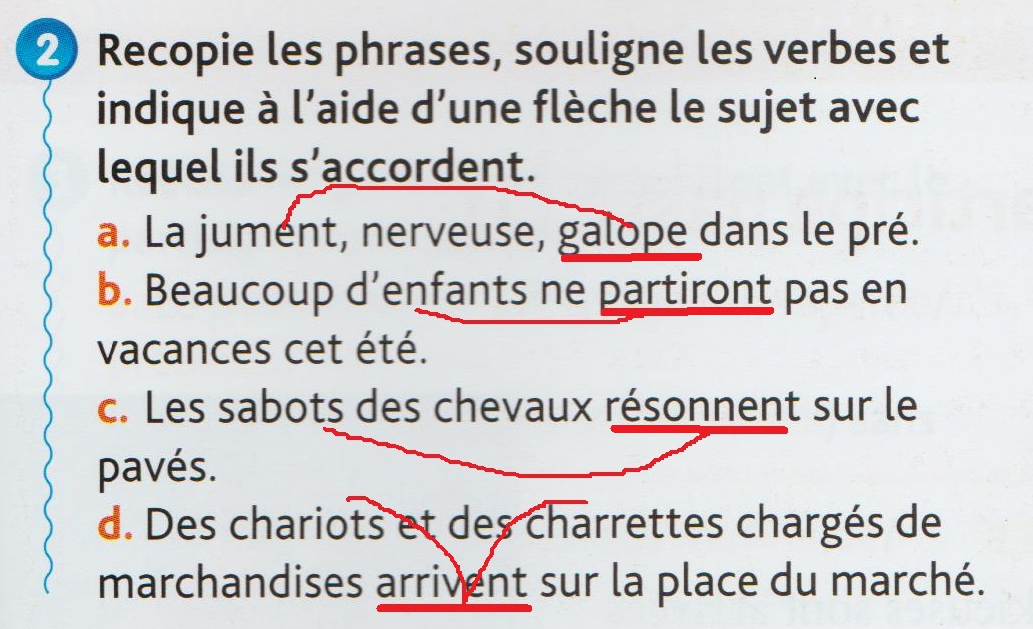 2 Recopie les phrases, souligne les verbes et
indique à l'aide d'une flèche le sujet avec
lequel ils s'accordent.
a. La jument, nerveuse, galope dans le pré.
b. Beaucoup d'enfants ne partiront pas en
vacances cet été.
c. Les sabots des chevaux résonnent sur le
pavés.
d. Des chariots et des charrettes chargés de
marchandises arrivent sur la place du marché.